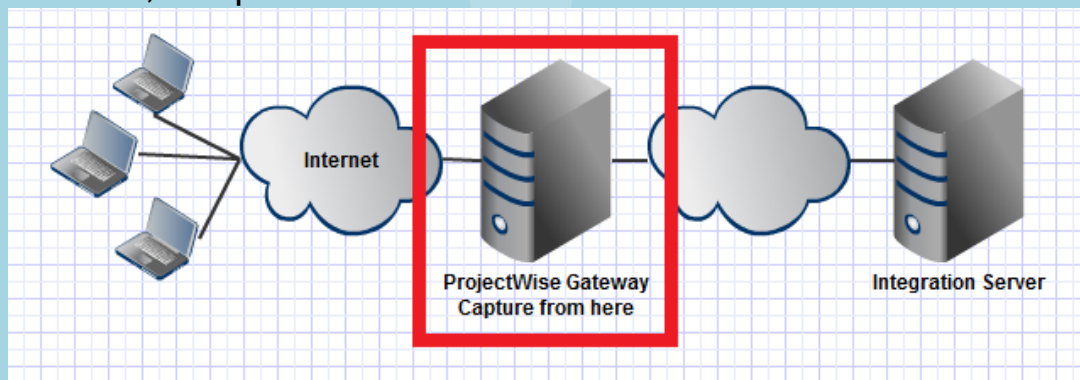 Internet
ProjectWise Gateway
Capture from here
Integration Server